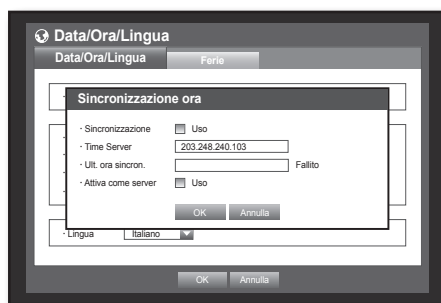 Data/Ora/Lingua
Data/Ora/Lingua Ferie
Sincronizzazione ora
· Sincronizzazione Uso
· Time Server 203.248.240.103
· Ult. ora sincron. Fallito
· Attiva come server Uso
OK Annulla
· Lingua Italiano
OK Annulla